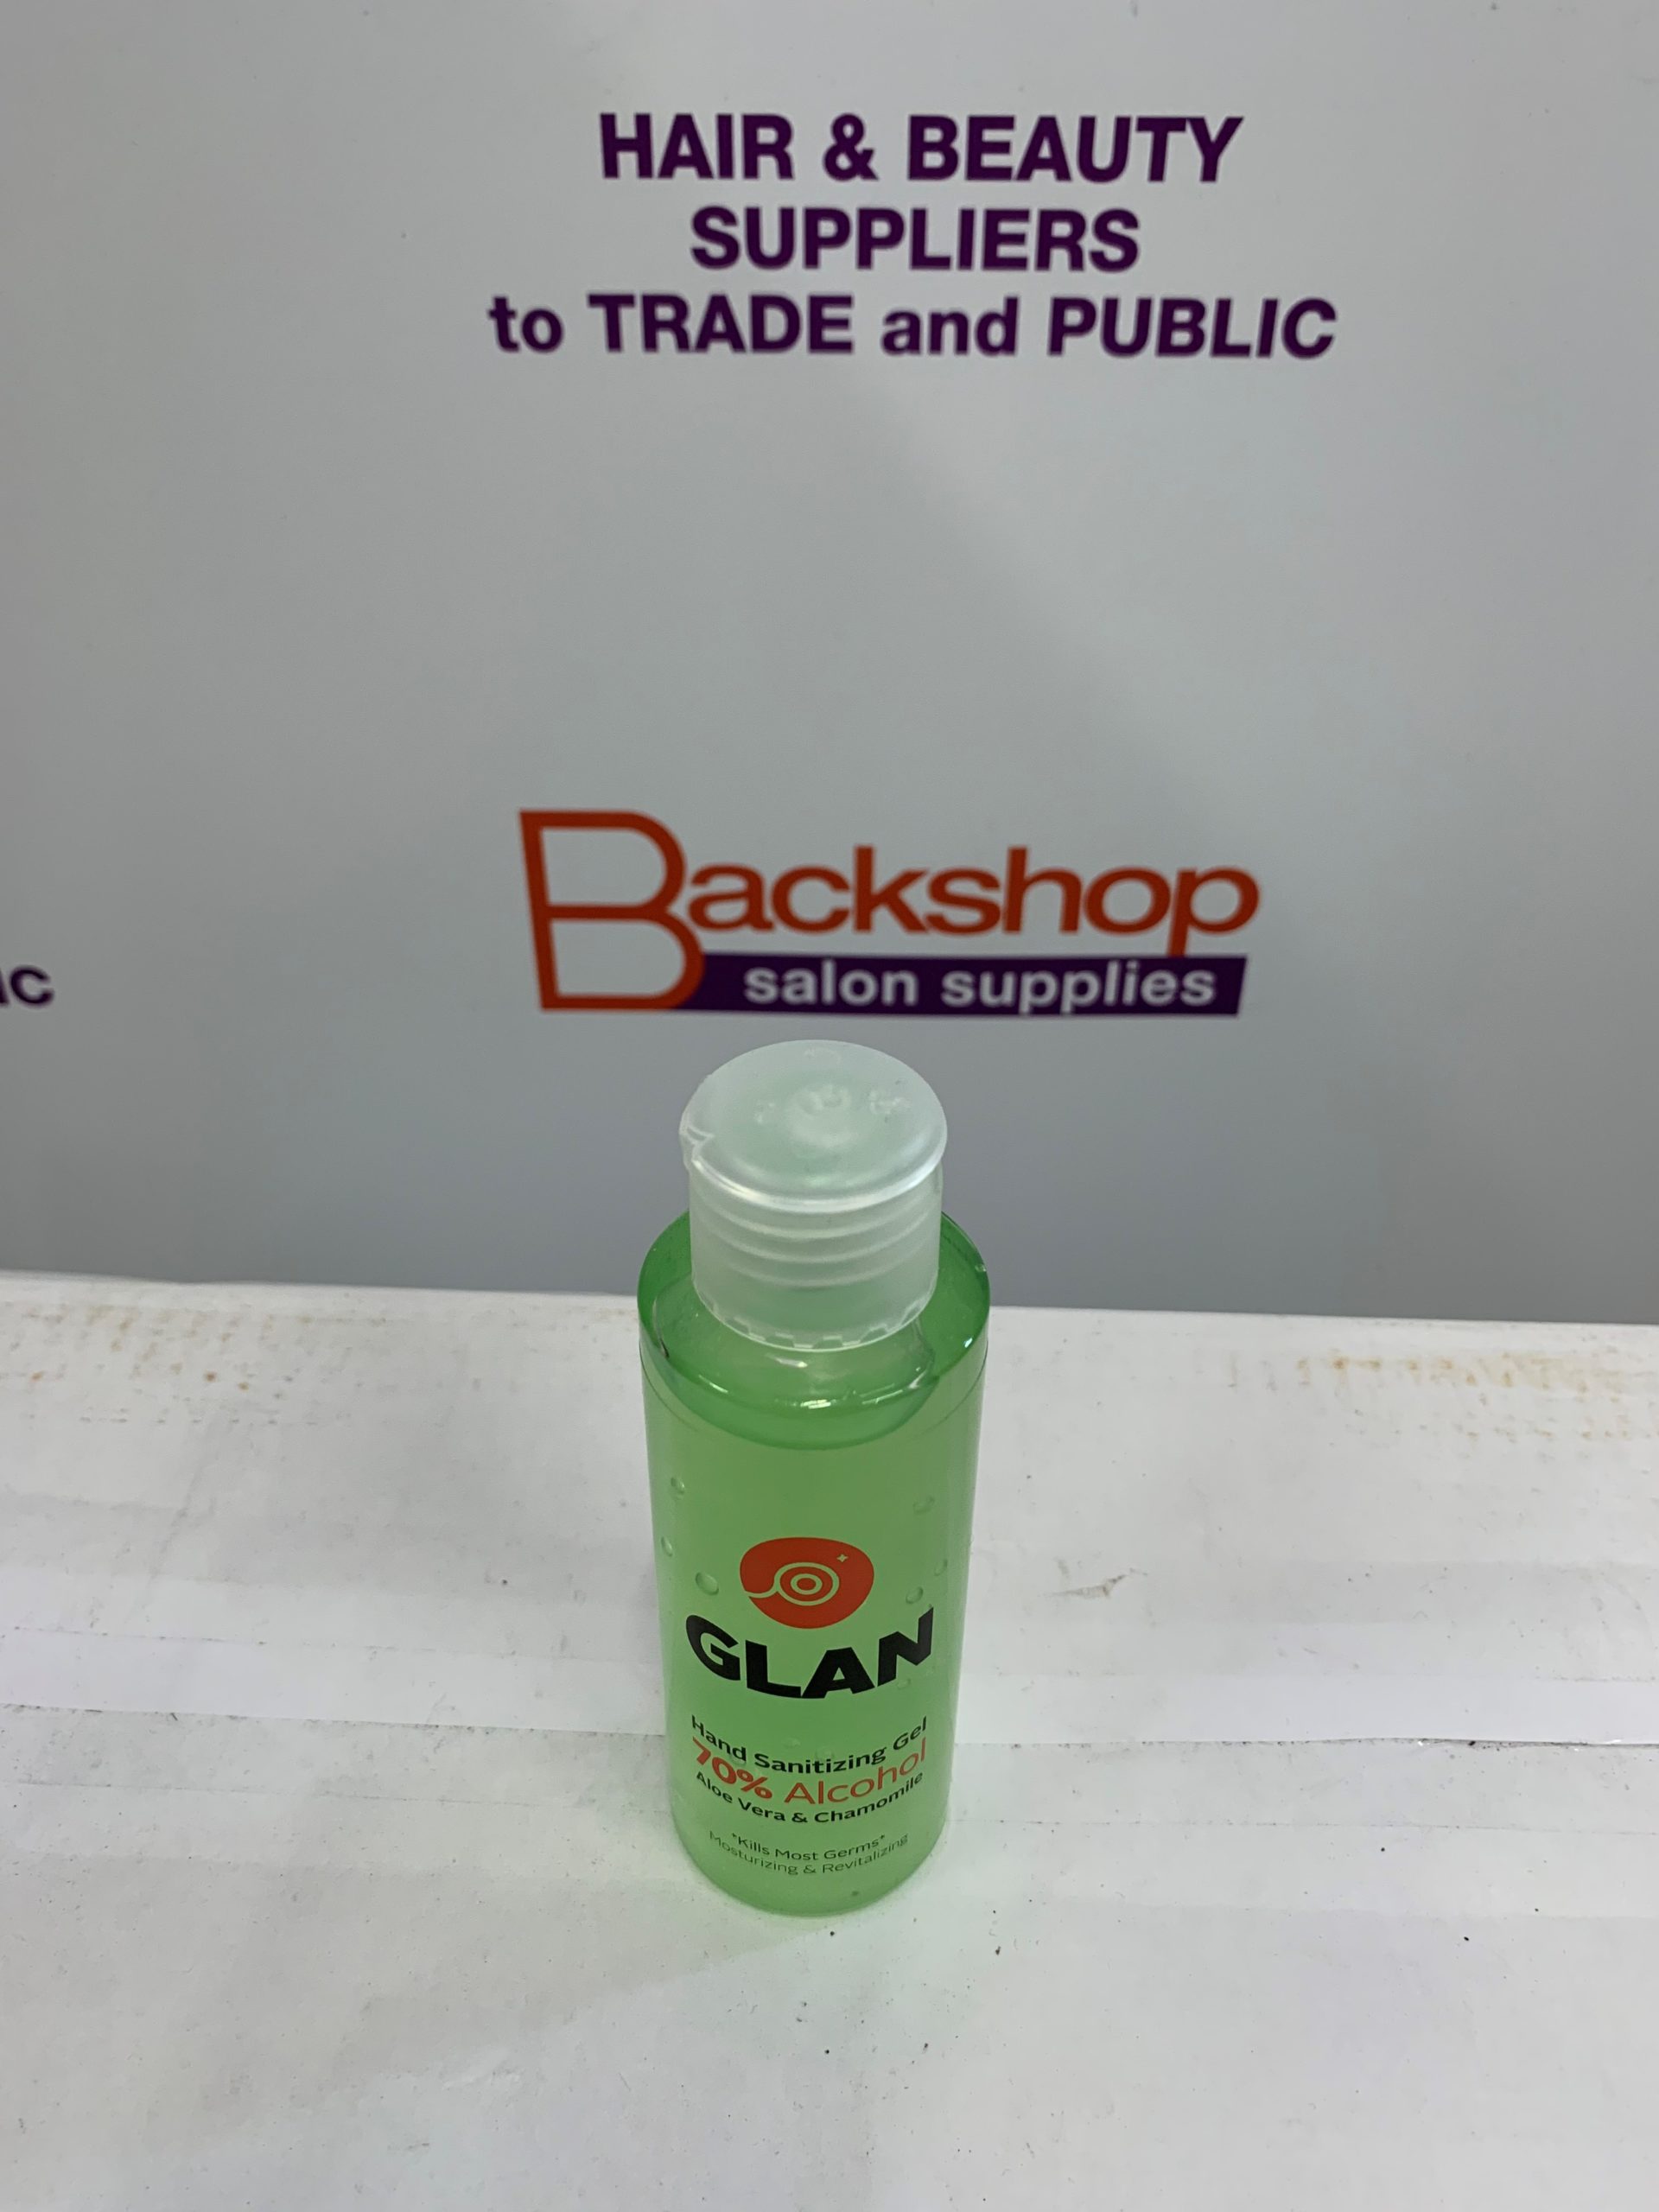 HAIR & BEAUTY
SUPPLIERS
to TRADE and PUBLIC
Backshop
salon supplies
IC
GLAN
Hand Sanitizing Gel
70% Alcohol
Aloe Vera & Chamomile
*Kills Most Germs*
Mosturizing & Revitalizing